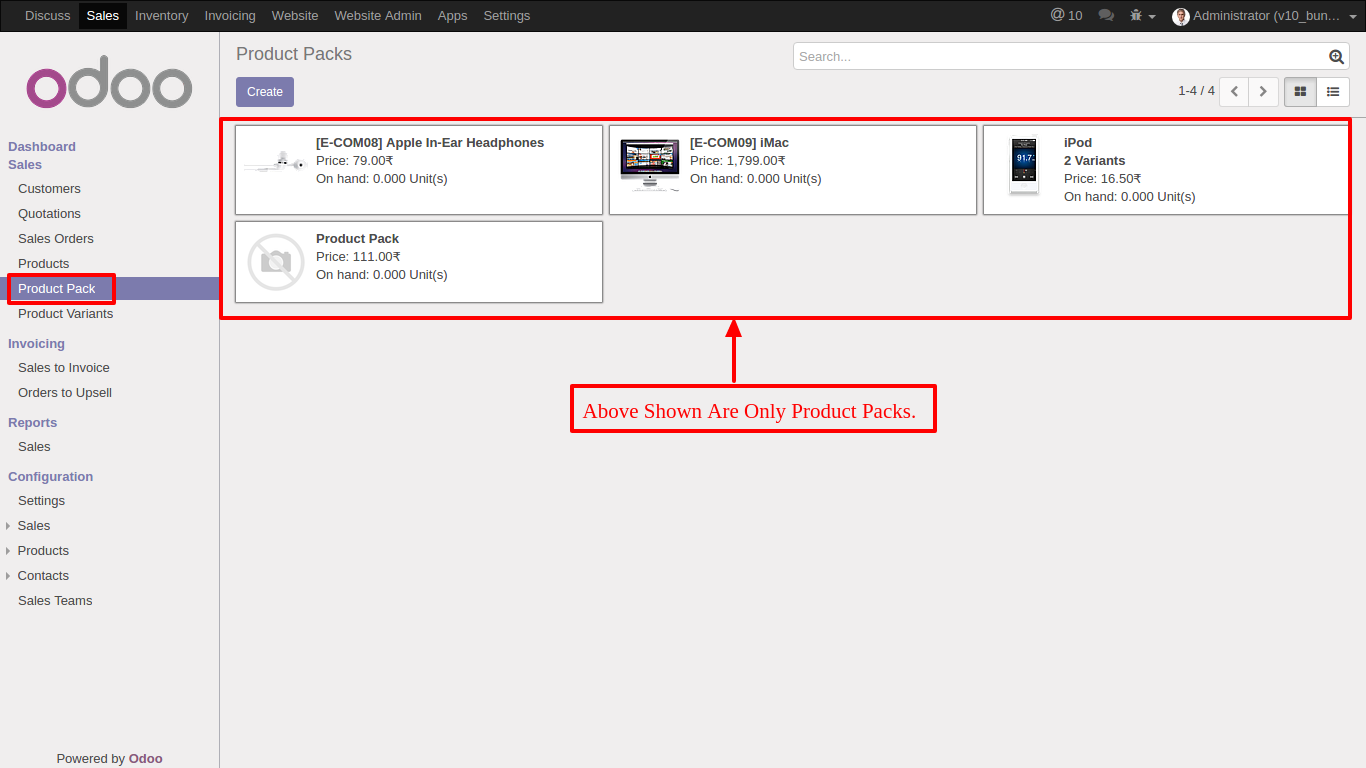 Discuss Sales Inventory Invoicing Website Website Admin Apps Settings @ 10 Administrator (v10_bun...
odoo
Product Packs
Search...
Create
1-4 / 4
Dashboard
Sales
Customers
Quotations
Sales Orders
Products
Product Pack
Product Variants
Invoicing
Sales to Invoice
Orders to Upsell
Reports
Sales
Configuration
Settings
Sales
Products
Contacts
Sales Teams
Powered by Odoo
[E-COM08] Apple In-Ear Headphones
Price: 79.00₹
On hand: 0.000 Unit(s)
[E-COM09] iMac
Price: 1,799.00₹
On hand: 0.000 Unit(s)
91.7
iPod
2 Variants
Price: 16.50₹
On hand: 0.000 Unit(s)
Product Pack
Price: 111.00₹
On hand: 0.000 Unit(s)
Above Shown Are Only Product Packs.